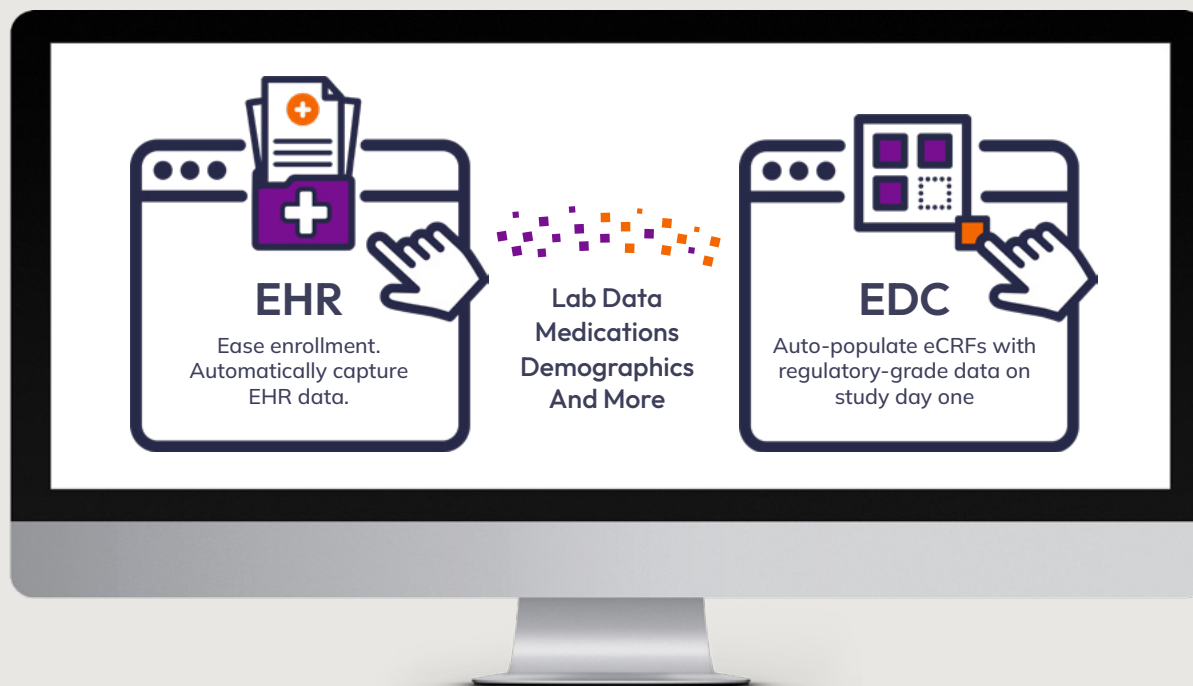 EHR
Ease enrollment.
Automatically capture
EHR data.
Lab Data
Medications
Demographics
And More
EDC
Auto-populate eCRFs with
regulatory-grade data on
study day one